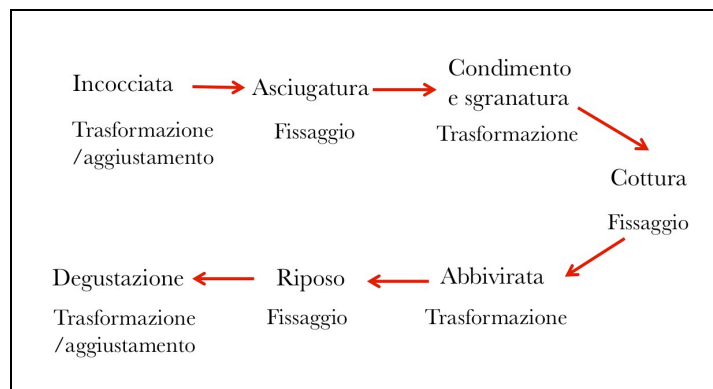 Incocciata
Trasformazione
/aggiustamento
Asciugatura
Fissaggio
Condimento
e sgranatura
Trasformazione
Cottura
Fissaggio
Abbivirata
Trasformazione
Riposo
Fissaggio
Degustazione
Trasformazione
/aggiustamento